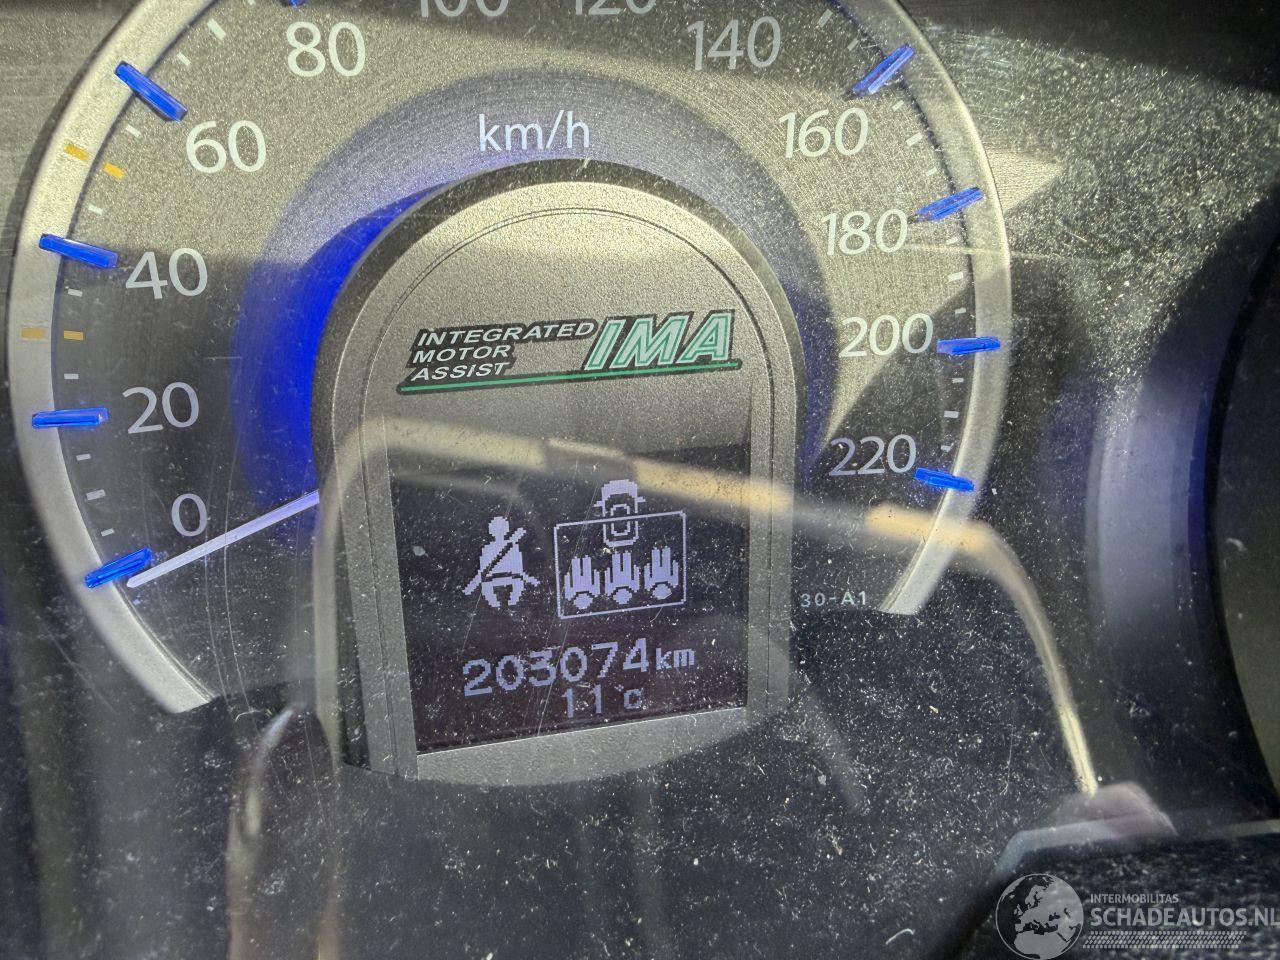 100
120
80
140
km/h
60
160
180
40
INTEGRATED
MOTOR
ASSIST
IMA
200
20
220
0
30-A1
203074km
11°C
INTERMOBILITAS
SCHADEAUTOS.NL